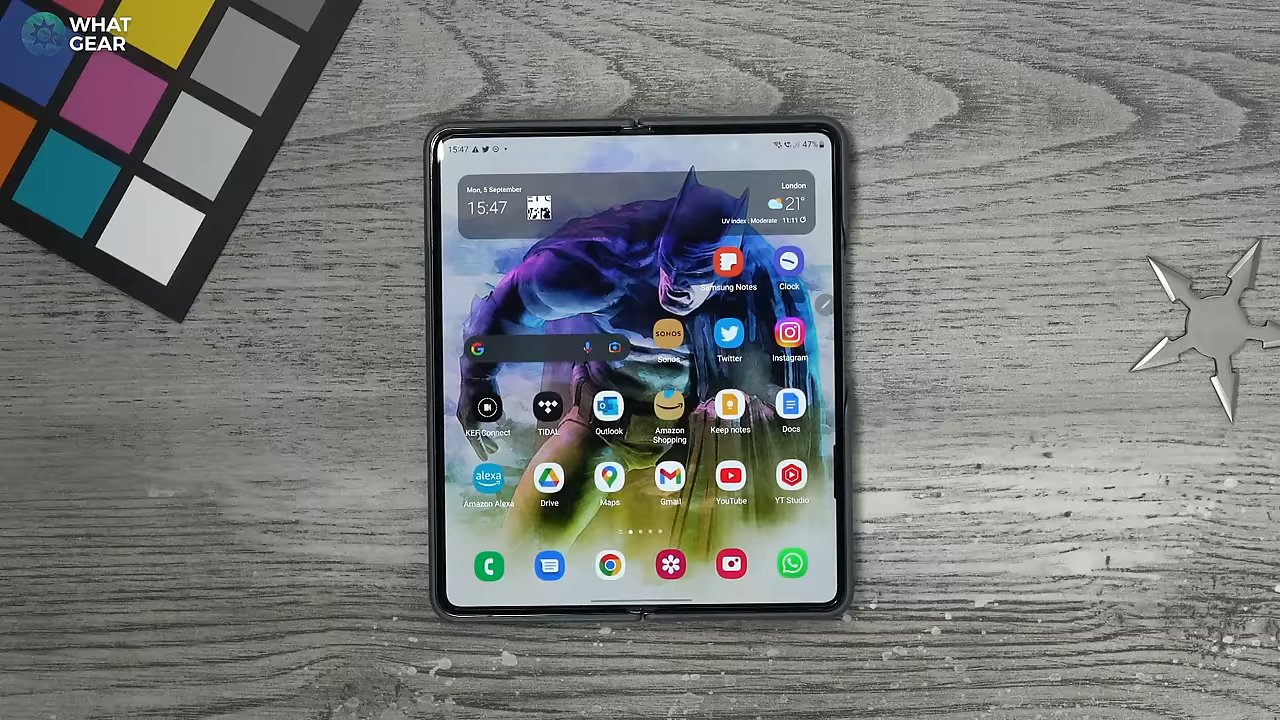 WHAT
GEAR
15:47
47%
Mon, 5 September
15:47
London
21°
UV index : Moderate 11:11
Samsung Notes
Clock
SONOS
Sonos
Twitter
Instagram
KEF Connect
TIDAL
Outlook
Amazon
Shopping
Keep notes
Docs
alexa
Amazon Alexa
Drive
Maps
Gmail
YouTube
YT Studio